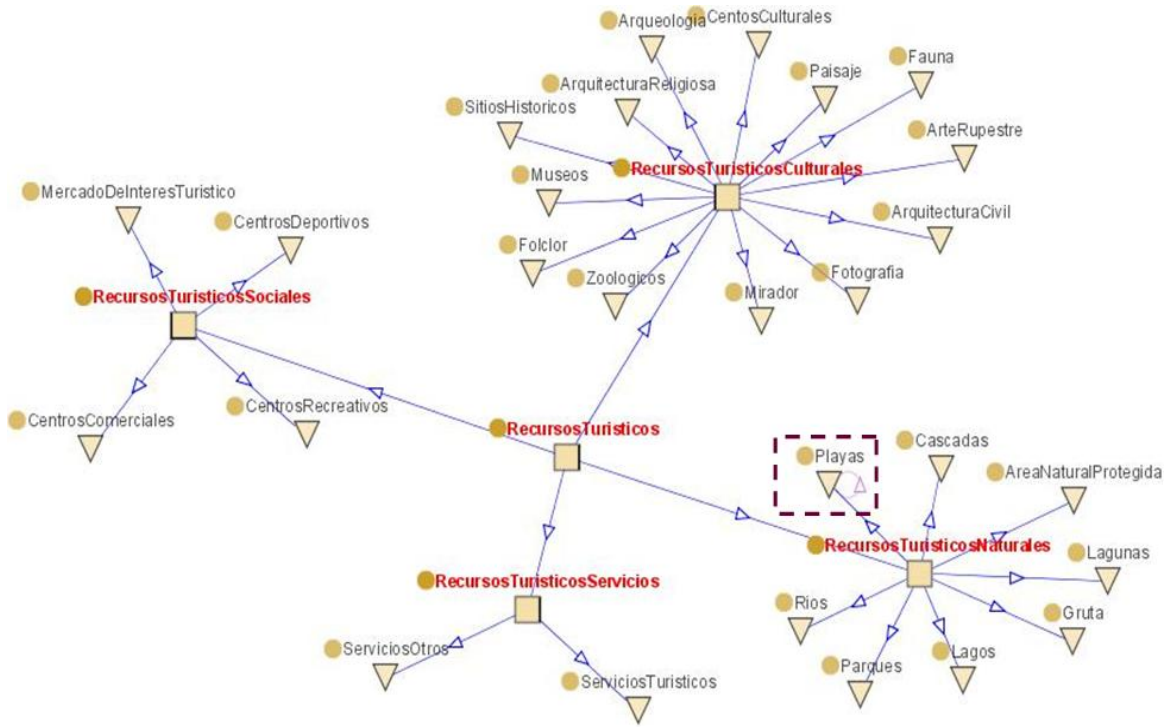 Arqueologia
CentosCulturales
Paisaje
Fauna
ArquitecturaReligiosa
SitiosHistoricos
ArteRupestre
RecursosTuristicosCulturales
Museos
MercadoDeInteresTuristico
CentrosDeportivos
ArquitecturaCivil
Folclor
Zoologicos
Mirador
Fotografia
RecursosTuristicosSociales
CentrosComerciales
CentrosRecreativos
RecursosTuristicos
Playas
Cascadas
AreaNaturalProtegida
RecursosTuristicosNaturales
Lagunas
RecursosTuristicosServicios
Rios
Gruta
ServiciosOtros
Parques
Lagos
ServiciosTuristicos